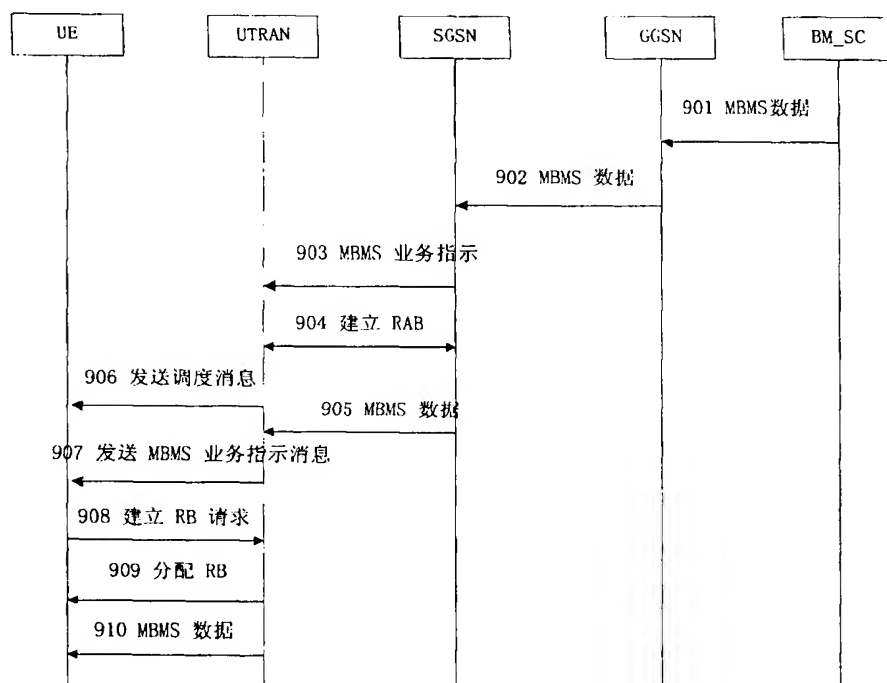 UE
UTRAN
SGSN
GGSN
BM_SC
901 MBMS数据
902 MBMS 数据
903 MBMS 业务指示
904 建立 RAB
906 发送调度消息
905 MBMS 数据
907 发送 MBMS 业务指示消息
908 建立 RB 请求
909 分配 RB
910 MBMS 数据